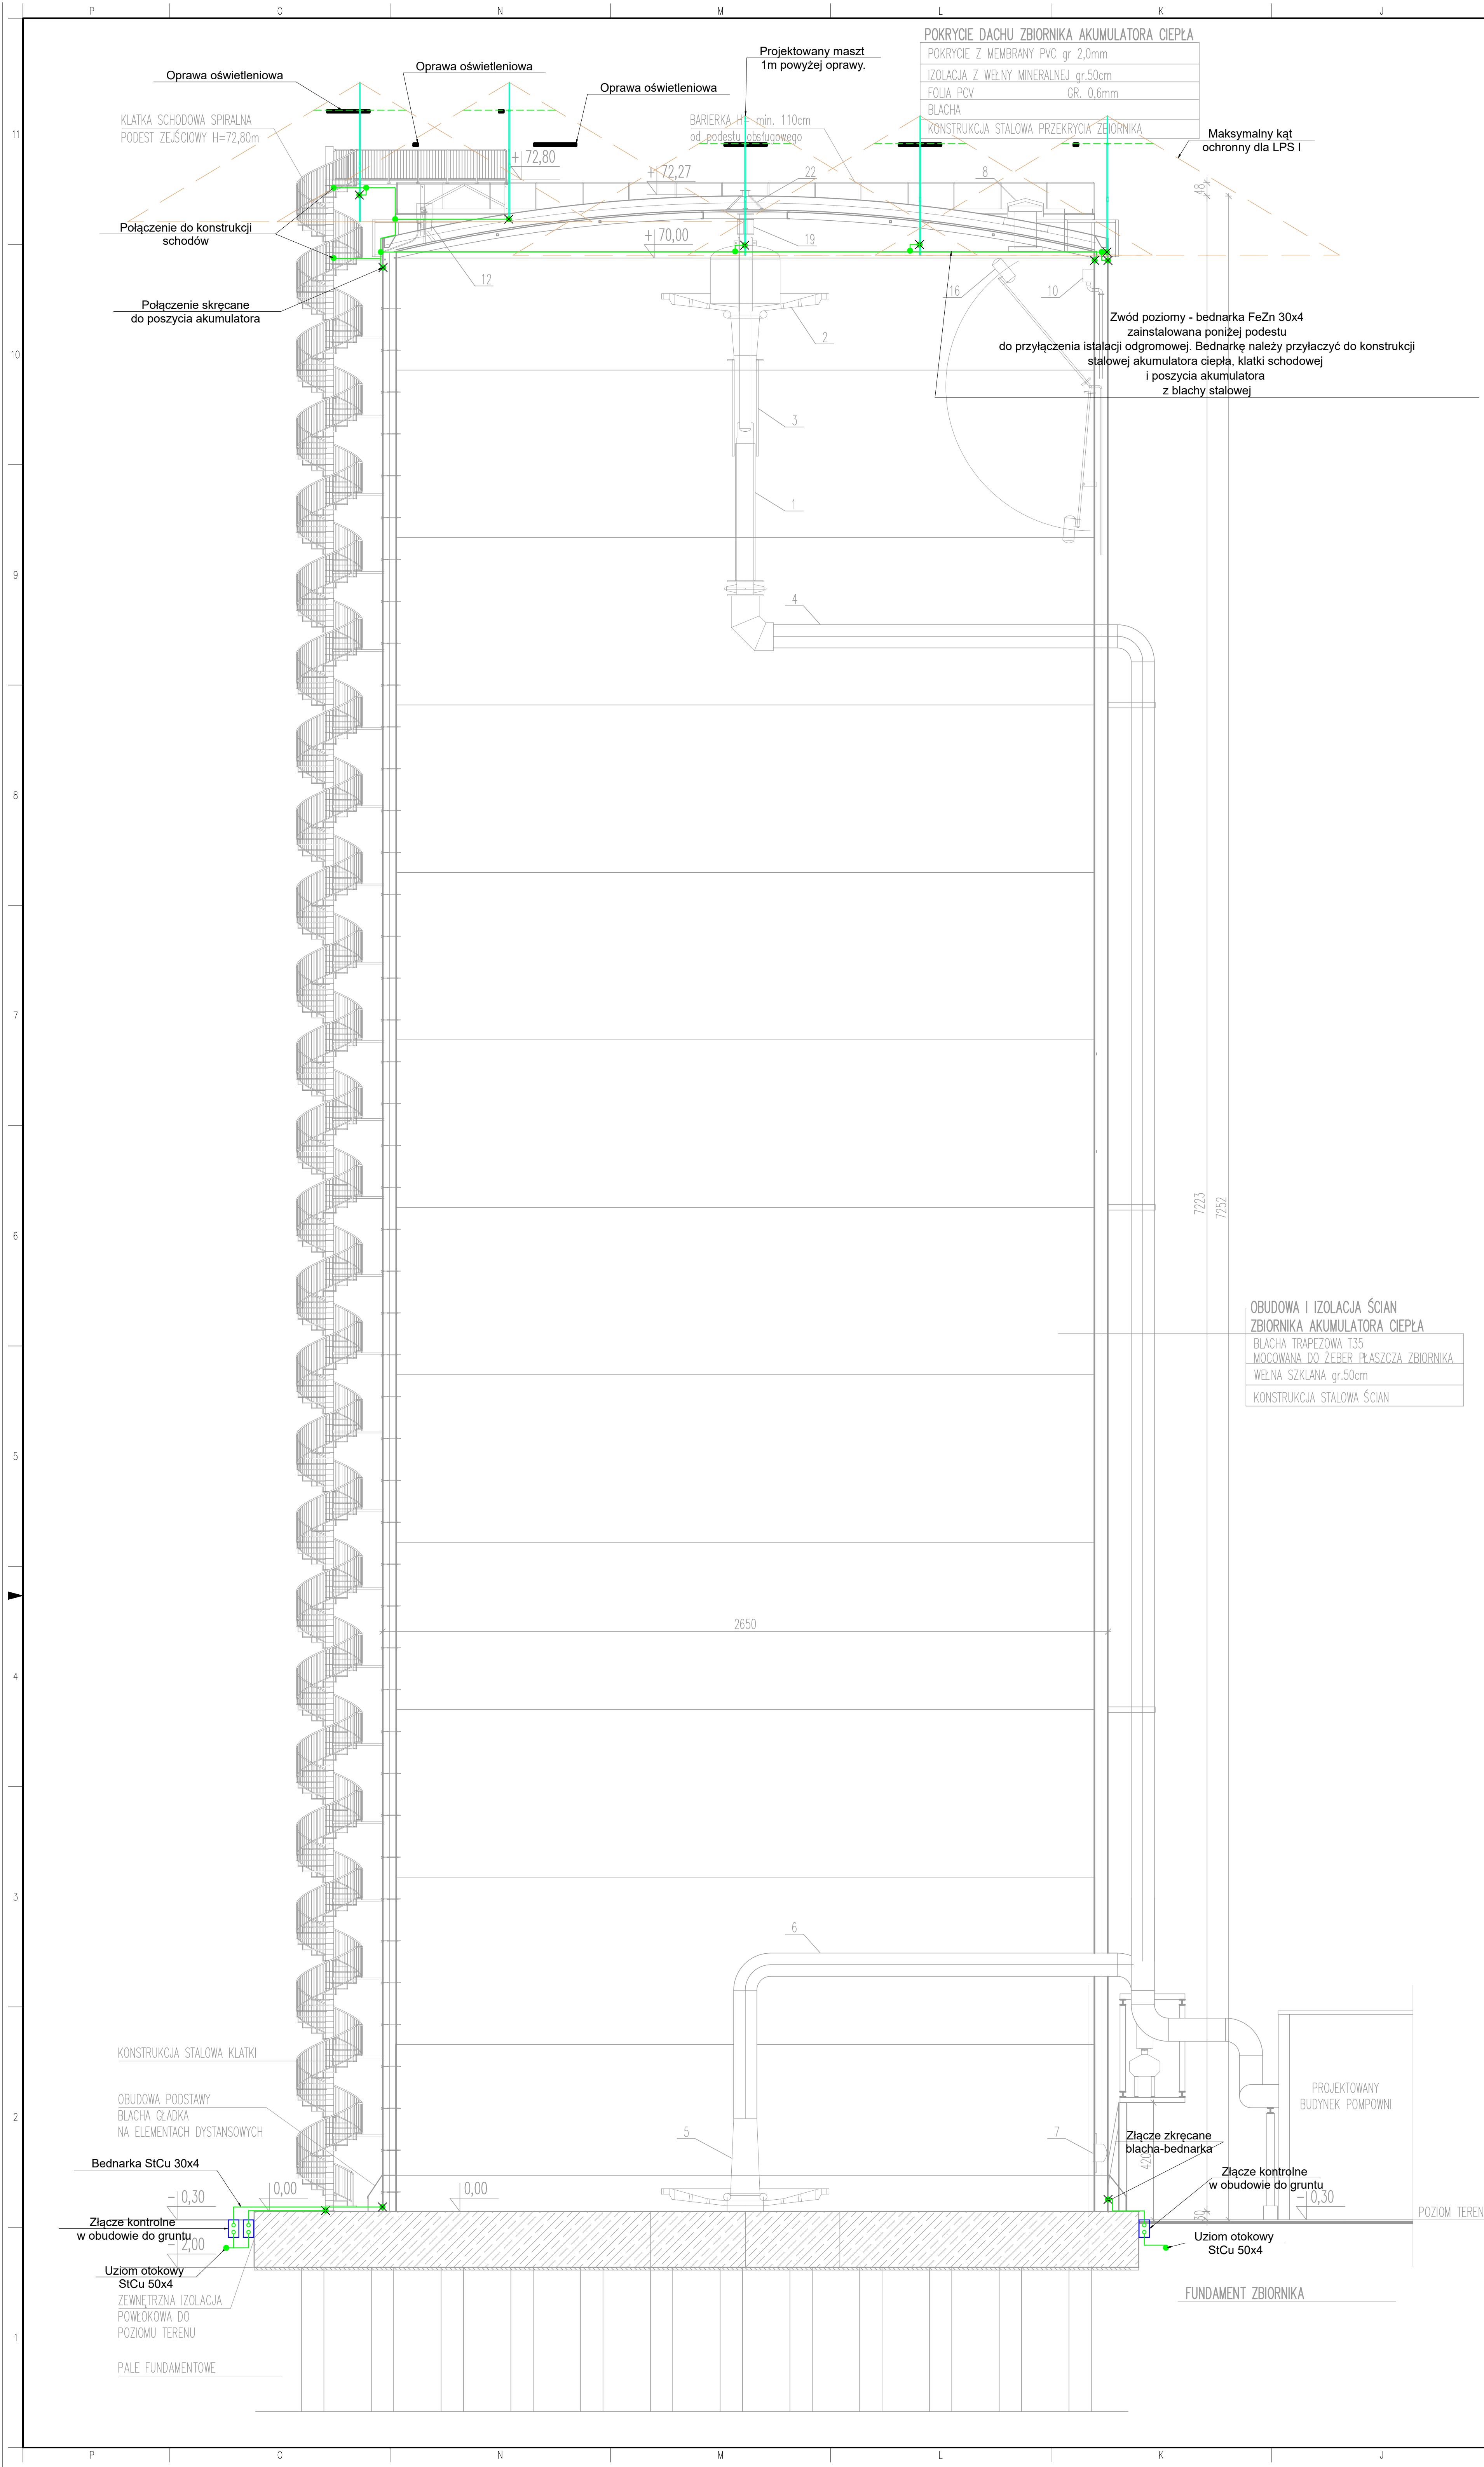 P O N M L K J
POKRYCIE DACHU ZBIORNIKA AKUMULATORA CIEPŁA
POKRYCIE Z MEMBRANY PVC gr 2,0mm
IZOLACJA Z WEŁNY MINERALNEJ gr.50cm
FOLIA PCV GR. 0,6mm
BLACHA
KONSTRUKCJA STALOWA PRZEKRYCIA ZBIORNIKA
Projektowany maszt
1m powyżej oprawy.
Oprawa oświetleniowa
Oprawa oświetleniowa
Oprawa oświetleniowa
KLATKA SCHODOWA SPIRALNA
PODEST ZEJŚCIOWY H=72,80m
BARIERKA H= min. 110cm
od podestu obsługowego
Maksymalny kąt
ochronny dla LPS I
11
+72,80
+72,27
22
8
48
Połączenie do konstrukcji
schodów
+70,00
19
12
16
10
Połączenie skręcane
do poszycia akumulatora
Zwód poziomy - bednarka FeZn 30x4
zainstalowana poniżej podestu
do przyłączenia istalacji odgromowej. Bednarkę należy przyłaczyć do konstrukcji
stalowej akumulatora ciepła, klatki schodowej
i poszycia akumulatora
z blachy stalowej
2
10
3
1
9
4
8
7
6
7223
7252
OBUDOWA I IZOLACJA ŚCIAN
ZBIORNIKA AKUMULATORA CIEPŁA
BLACHA TRAPEZOWA T35
MOCOWANA DO ŻEBER PŁASZCZA ZBIORNIKA
WEŁNA SZKLANA gr.50cm
KONSTRUKCJA STALOWA ŚCIAN
5
2650
4
3
6
KONSTRUKCJA STALOWA KLATKI
OBUDOWA PODSTAWY
BLACHA GŁADKA
NA ELEMENTACH DYSTANSOWYCH
PROJEKTOWANY
BUDYNEK POMPOWNI
2
5
7
Złącze zkręcane
blacha-bednarka
420
Bednarka StCu 30x4
Złącze kontrolne
w obudowie do gruntu
-0,30
0,00
0,00
30
-0,30
POZIOM TEREN
Złącze kontrolne
w obudowie do gruntu
-2,00
Uziom otokowy
StCu 50x4
Uziom otokowy
StCu 50x4
ZEWNĘTRZNA IZOLACJA
POWŁOKOWA DO
POZIOMU TERENU
FUNDAMENT ZBIORNIKA
1
PALE FUNDAMENTOWE
P O N M L K J